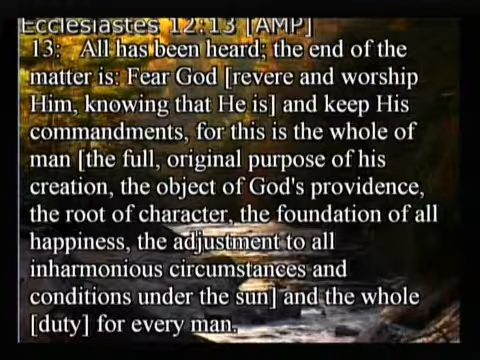 Ecclesiastes 12:13 [AMP]
13:   All has been heard; the end of the
matter is: Fear God [revere and worship
Him, knowing that He is] and keep His
commandments, for this is the whole of
man [the full, original purpose of his
creation, the object of God's providence,
the root of character, the foundation of all
happiness, the adjustment to all
inharmonious circumstances and
conditions under the sun] and the whole
[duty] for every man.